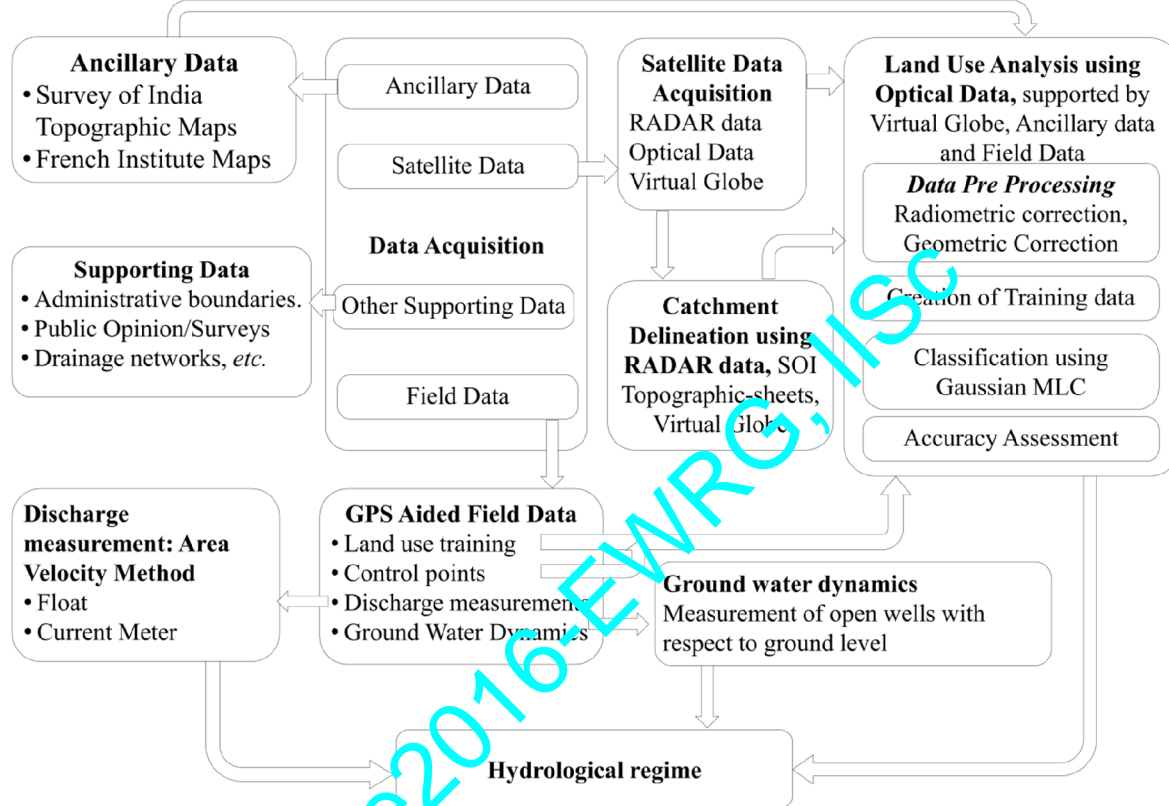 Ancillary Data
• Survey of India
Topographic Maps
• French Institute Maps
Ancillary Data
Satellite Data
Data Acquisition
Other Supporting Data
Field Data
Satellite Data
Acquisition
RADAR data
Optical Data
Virtual Globe
Land Use Analysis using
Optical Data, supported by
Virtual Globe, Ancillary data
and Field Data
Data Pre Processing
Radiometric correction,
Geometric Correction
Creation of Training data
Classification using
Gaussian MLC
Accuracy Assessment
Supporting Data
• Administrative boundaries.
• Public Opinion/Surveys
• Drainage networks, etc.
Catchment
Delineation using
RADAR data, SOI
Topographic-sheets,
Virtual Globe
Discharge
measurement: Area
Velocity Method
• Float
• Current Meter
GPS Aided Field Data
• Land use training
• Control points
• Discharge measurements
• Ground Water Dynamics
Ground water dynamics
Measurement of open wells with
respect to ground level
Hydrological regime
2016-EWRG, IISc